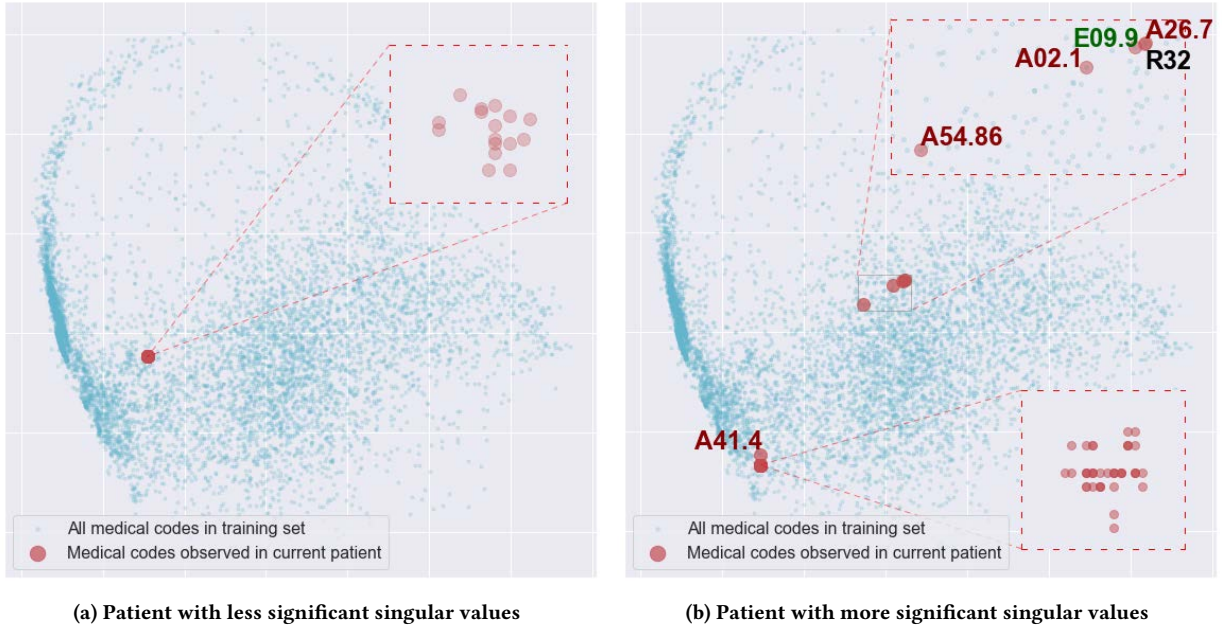 All medical codes in training set
Medical codes observed in current patient
(a) Patient with less significant singular values
A26.7
E09.9
R32
A02.1
A54.86
A41.4
All medical codes in training set
Medical codes observed in current patient
(b) Patient with more significant singular values